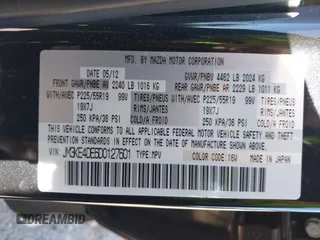 MFD. BY MAZDA MOTOR CORPORATION
DATE 05/12 GVWR/PNBV 4462 LB 2024 KG
FRONT GAWR/PNBE AV 2240 LB 1016 KG REAR GAWR/PNBE AR 2229 LB 1011 KG
WITH/AVEC P225/55R19 99V TIRES/PNEUS WITH/AVEC P225/55R19 99V TIRES/PNEUS
19X7J RIMS/JANTES 19X7J RIMS/JANTES
250 KPA/36 PSI COLD/A FROID 250 KPA/36 PSI COLD/A FROID
THIS VEHICLE CONFORMS TO ALL APPLICABLE FEDERAL MOTOR
VEHICLE SAFETY AND THEFT PREVENTION STANDARDS IN EFFECT
ON THE DATE OF MANUFACTURE SHOWN ABOVE.
VIN: JM3KE4DE6D0127601 TYPE:MPV COLOR CODE:16W MADE IN JAPAN
DREAMBID